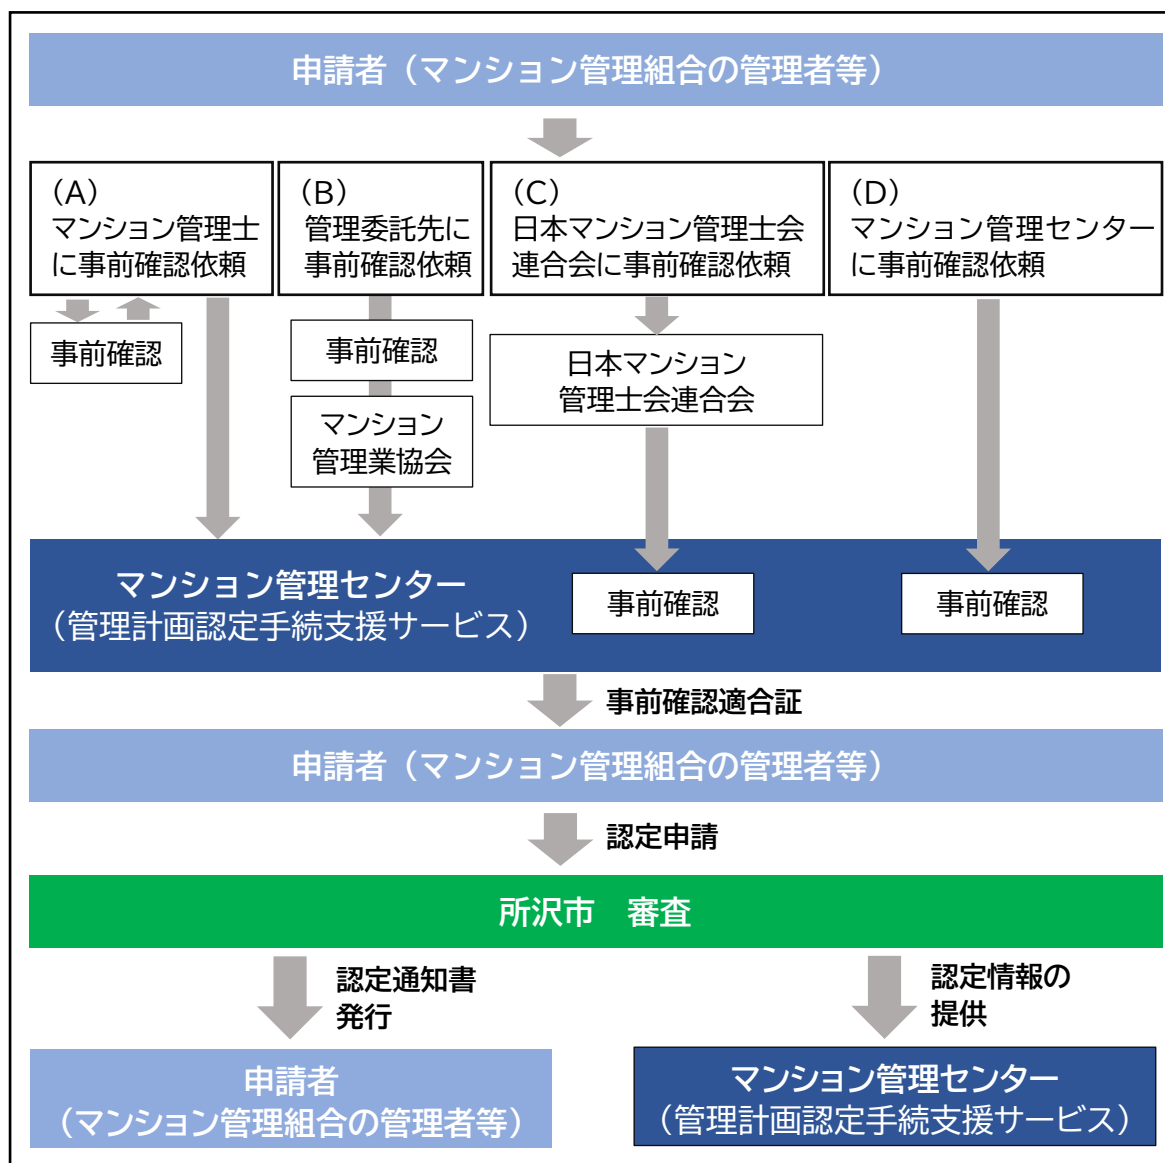 申請者（マンション管理組合の管理者等）
（A）
マンション管理士
に事前確認依頼
（B）
管理委託先に
事前確認依頼
（C）
日本マンション管理士会
連合会に事前確認依頼
（D）
マンション管理センター
に事前確認依頼
事前確認
事前確認
マンション
管理業協会
日本マンション
管理士会連合会
マンション管理センター
（管理計画認定手続支援サービス）
事前確認
事前確認
事前確認適合証
申請者（マンション管理組合の管理者等）
認定申請
所沢市　審査
認定通知書
発行
認定情報の
提供
申請者
（マンション管理組合の管理者等）
マンション管理センター
（管理計画認定手続支援サービス）